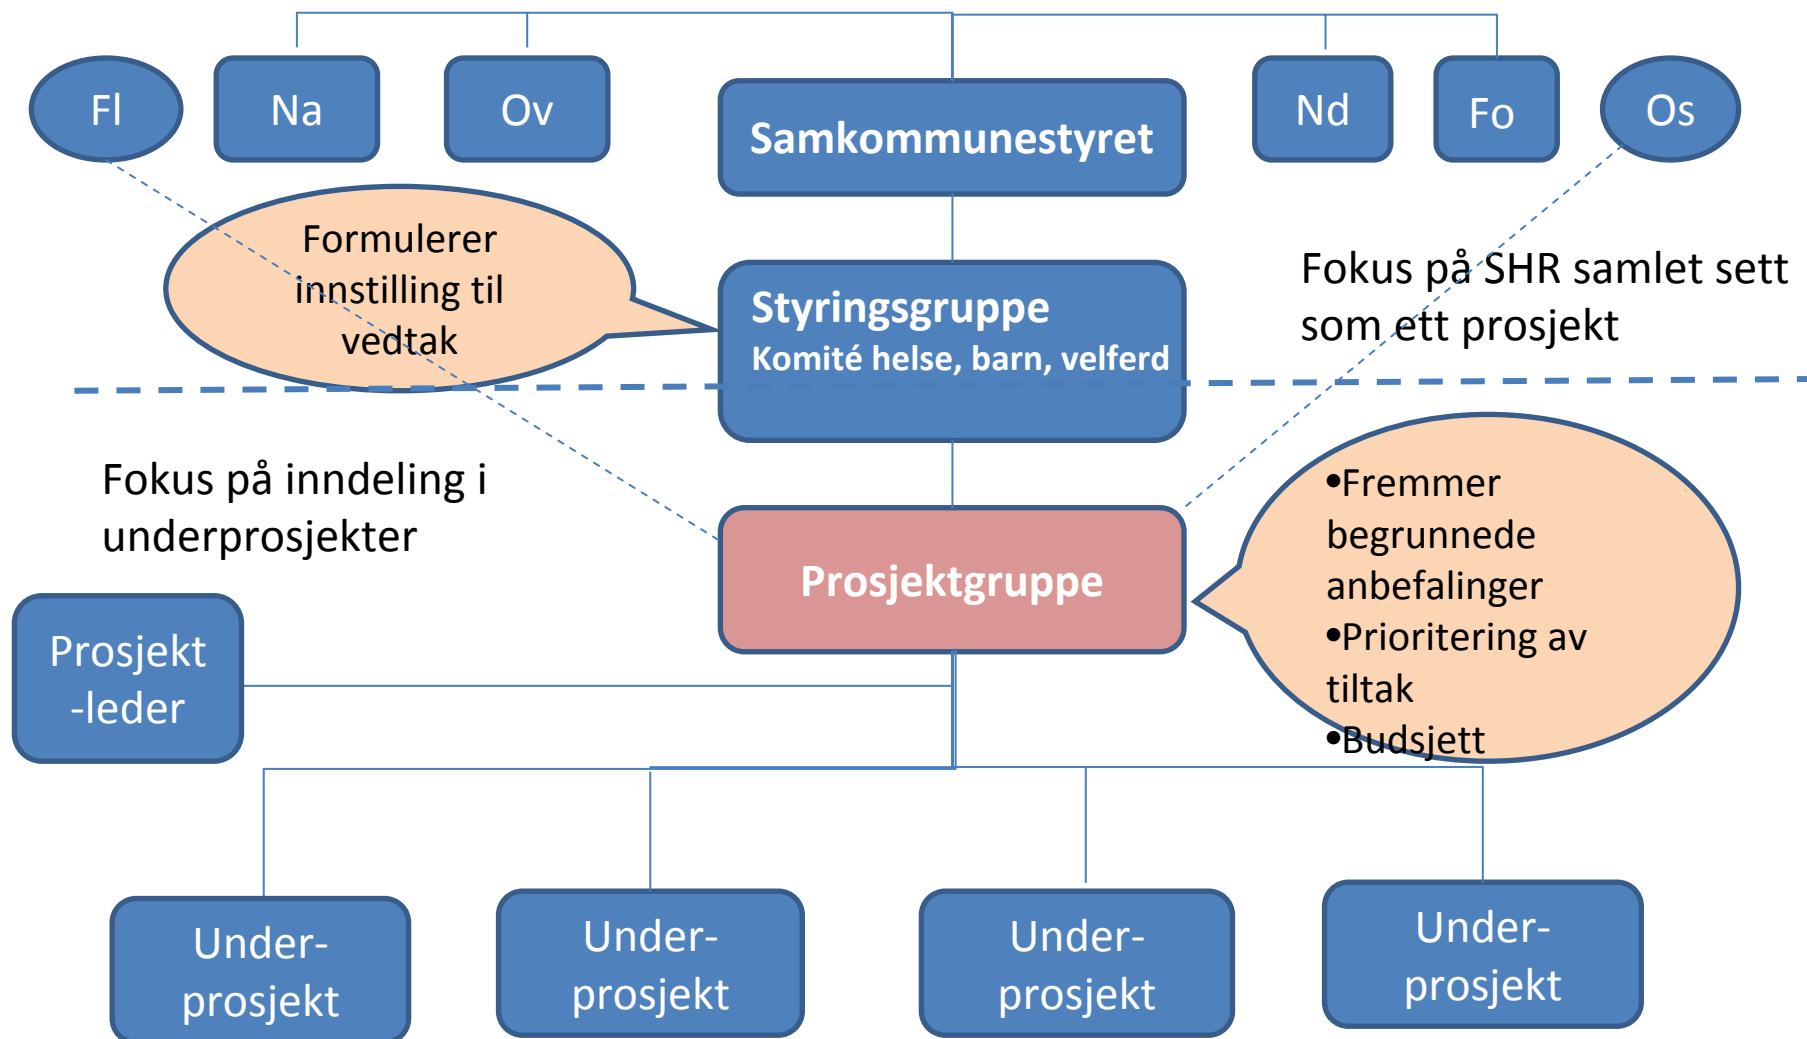 Fl
Na
Ov
Samkommunestyret
Nd
Fo
Os
Formulerer
innstilling til
vedtak
Styringsgruppe
Komité helse, barn, velferd
Fokus på SHR samlet sett
som ett prosjekt
Fokus på inndeling i
underprosjekter
Prosjektgruppe
•Fremmer
begrunnede
anbefalinger
•Prioritering av
tiltak
•Budsjett
Prosjekt
-leder
Under-
prosjekt
Under-
prosjekt
Under-
prosjekt
Under-
prosjekt